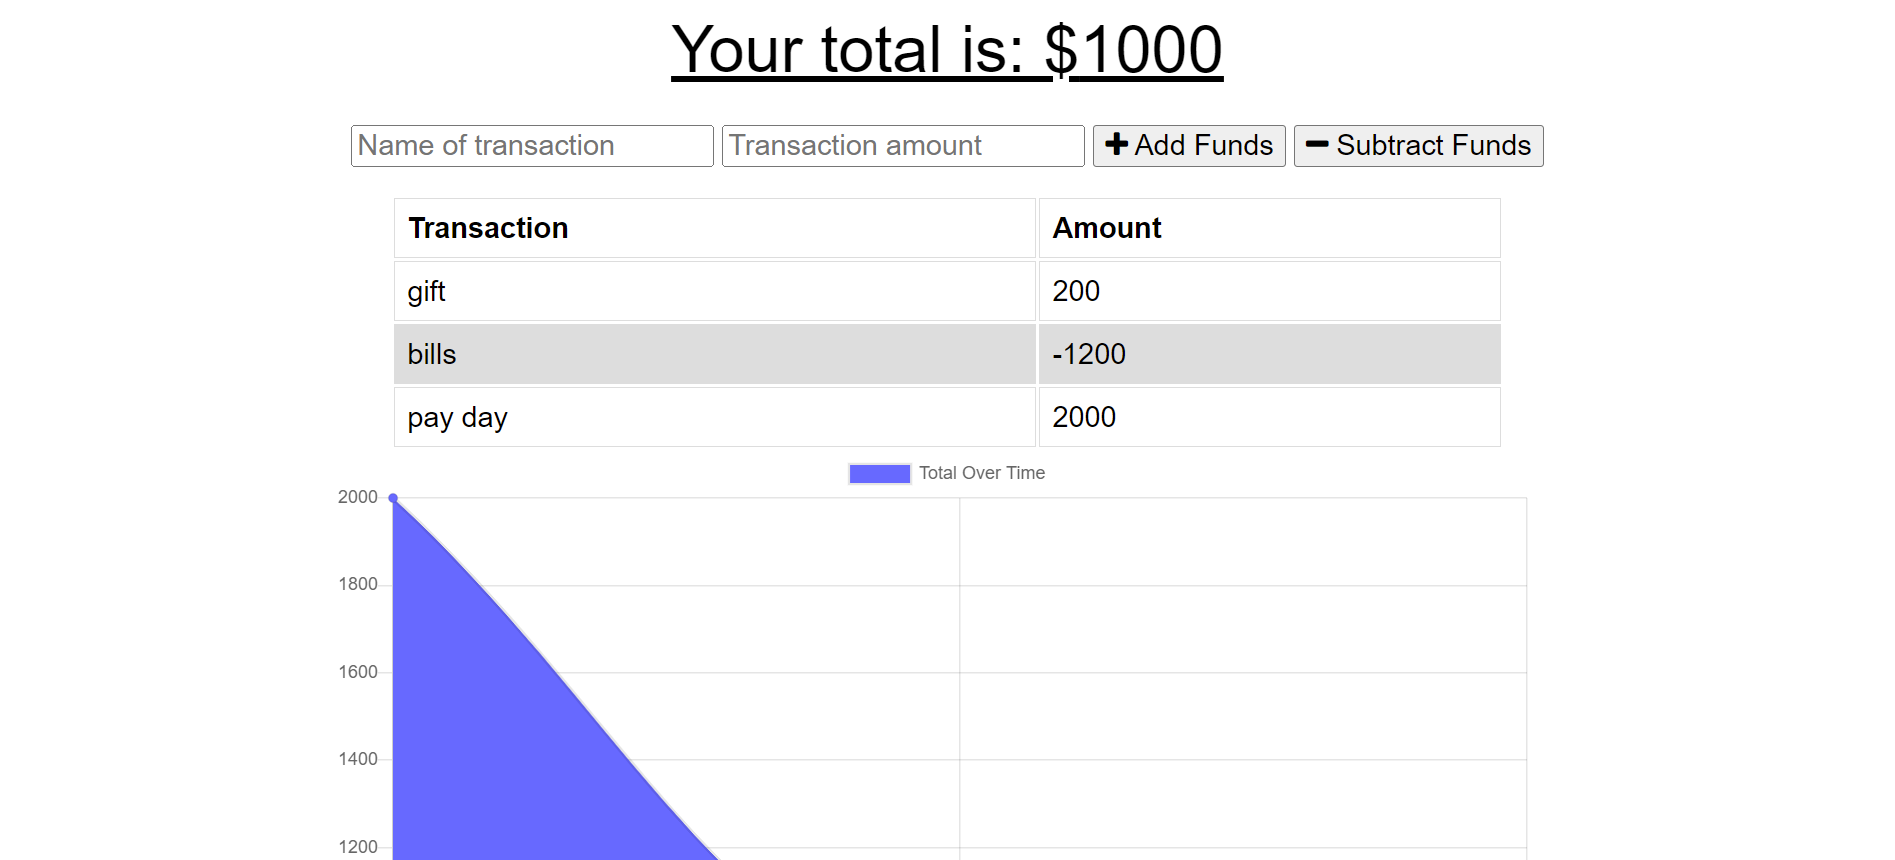 Your total is: $1000
Name of transaction Transaction amount Add Funds Subtract Funds
Transaction Amount
gift 200
bills -1200
pay day 2000
Total Over Time
2000
1800
1600
1400
1200